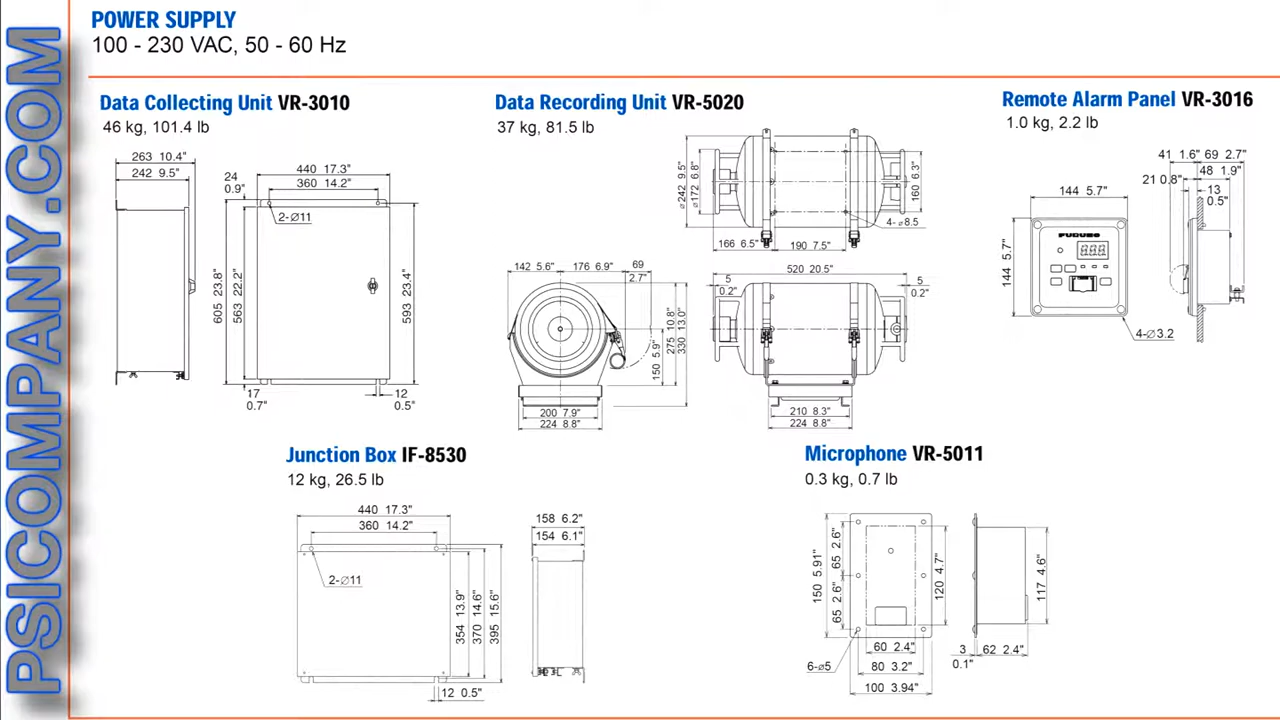 PSICOMPANY.COM
POWER SUPPLY
100 - 230 VAC, 50 - 60 Hz
Data Collecting Unit VR-3010
46 kg, 101.4 lb
263 10.4"
242 9.5"
24
0.9"
440 17.3"
360 14.2"
2-Ø11
605 23.8"
563 22.2"
593 23.4"
17
0.7"
12
0.5"
Data Recording Unit VR-5020
37 kg, 81.5 lb
ø242 9.5"
ø172 6.8"
160 6.3"
4- ø8.5
166 6.5"
190 7.5"
142 5.6"
176 6.9"
69
2.7"
150 5.9"
275 10.8"
330 13.0"
200 7.9"
224 8.8"
520 20.5"
5
0.2"
5
0.2"
210 8.3"
224 8.8"
Remote Alarm Panel VR-3016
1.0 kg, 2.2 lb
144 5.7"
144 5.7"
FURUNO
4-Ø3.2
41 1.6"
69 2.7"
21 0.8"
48 1.9"
13
0.5"
Junction Box IF-8530
12 kg, 26.5 lb
440 17.3"
360 14.2"
2-Ø11
354 13.9"
370 14.6"
395 15.6"
12 0.5"
158 6.2"
154 6.1"
Microphone VR-5011
0.3 kg, 0.7 lb
150 5.91"
65 2.6"
65 2.6"
120 4.7"
6-ø5
60 2.4"
80 3.2"
100 3.94"
117 4.6"
3
0.1"
62 2.4"